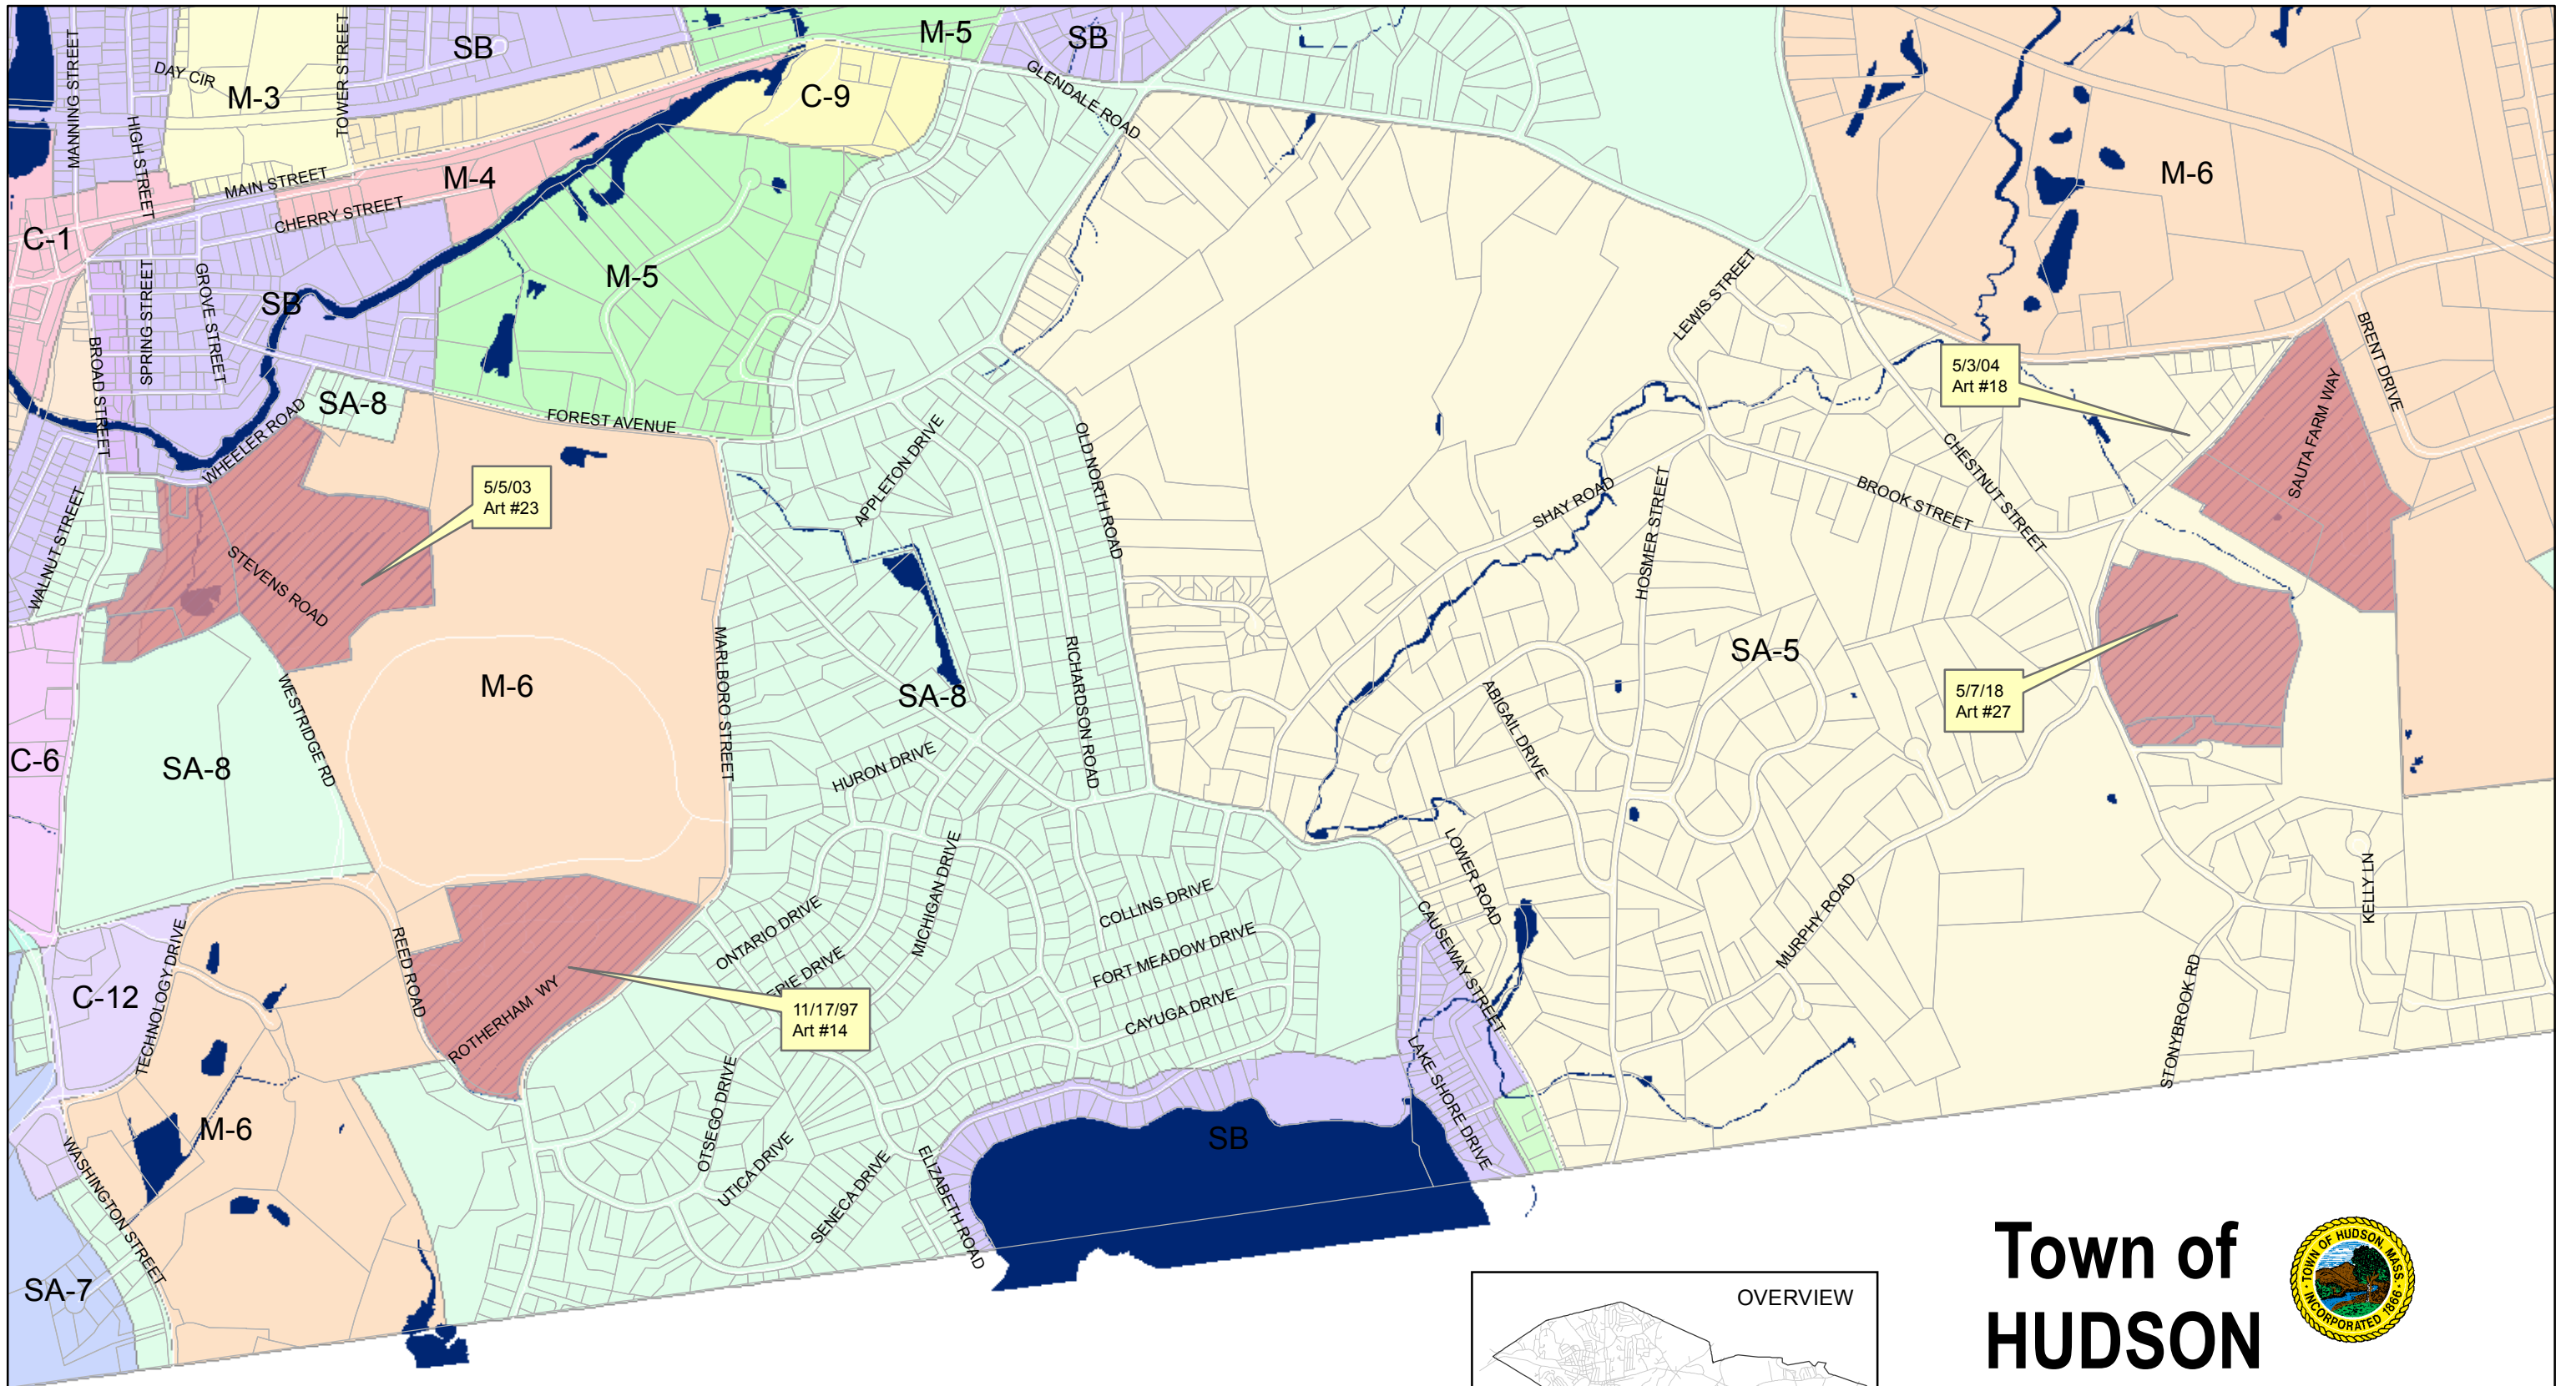 MANNING STREET
DAY CIR
M-3
HIGH STREET
TOWER STREET
SB
M-5
SB
GLENDALE ROAD
C-9
M-6
MAIN STREET
M-4
CHERRY STREET
C-1
M-5
SB
SPRING STREET
GROVE STREET
BROAD STREET
LEWIS STREET
BRENT DRIVE
5/3/04
Art #18
SAUTA FARM WAY
SA-8
WHEELER ROAD
FOREST AVENUE
APPLETON DRIVE
OLD NORTH ROAD
CHESTNUT STREET
BROOK STREET
SHAY ROAD
HOSMER STREET
5/5/03
Art #23
WALNUT STREET
STEVENS ROAD
MARLBORO STREET
RICHARDSON ROAD
SA-5
M-6
SA-8
WESTRIDGE RD
ABIGAIL DRIVE
5/7/18
Art #27
C-6
SA-8
HURON DRIVE
MICHIGAN DRIVE
LOWER ROAD
MURPHY ROAD
KELLY LN
COLLINS DRIVE
FORT MEADOW DRIVE
CAYUGA DRIVE
CAUSEWAY STREET
ONTARIO DRIVE
ERIE DRIVE
REED ROAD
ROTHERHAM WY
11/17/97
Art #14
C-12
TECHNOLOGY DRIVE
STONYBROOK RD
LAKE SHORE DRIVE
OTSEGO DRIVE
UTICA DRIVE
SENECA DRIVE
ELIZABETH ROAD
SB
M-6
WASHINGTON STREET
SA-7
OVERVIEW
Town of
HUDSON
TOWN OF HUDSON, MASS.
INCORPORATED 1866